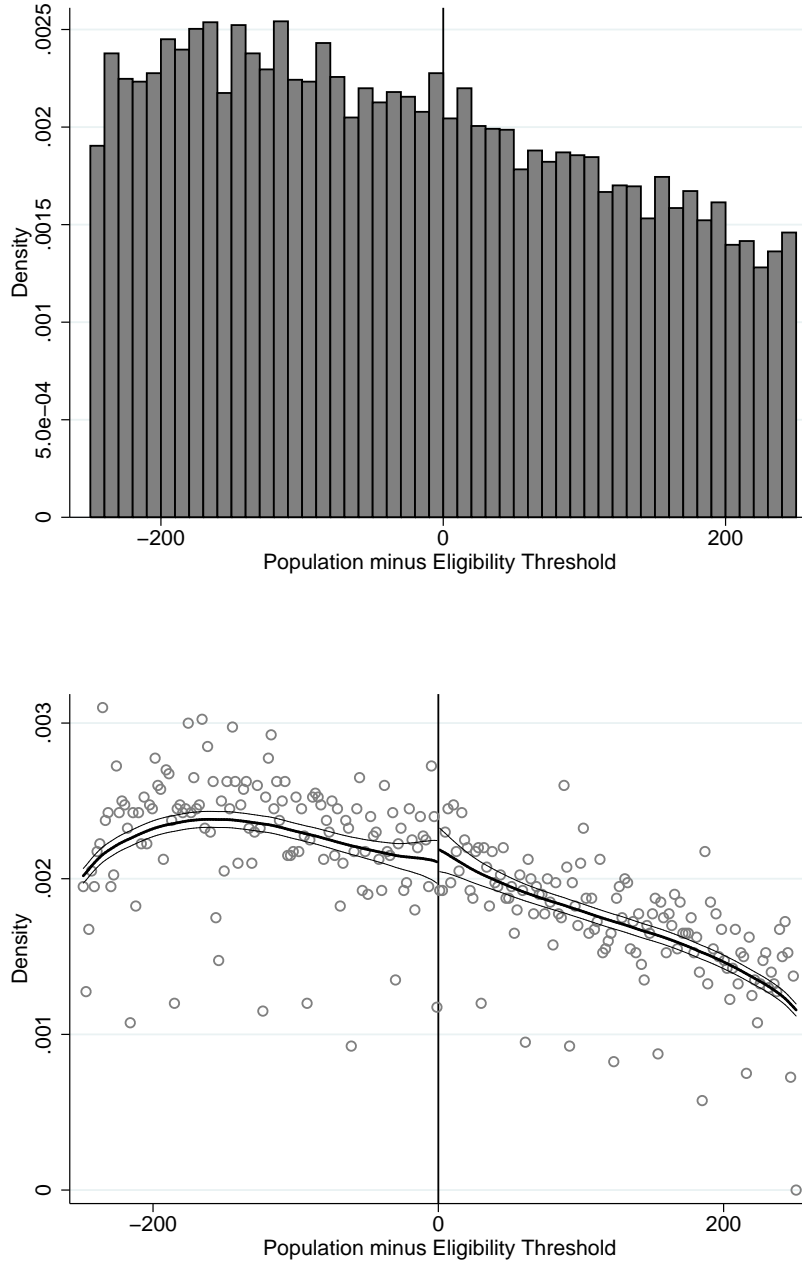 .0025
.002
.0015
.001
5.0e−04
0
Density
−200 0 200
Population minus Eligibility Threshold
.003
.002
.001
0
Density
−200 0 200
Population minus Eligibility Threshold